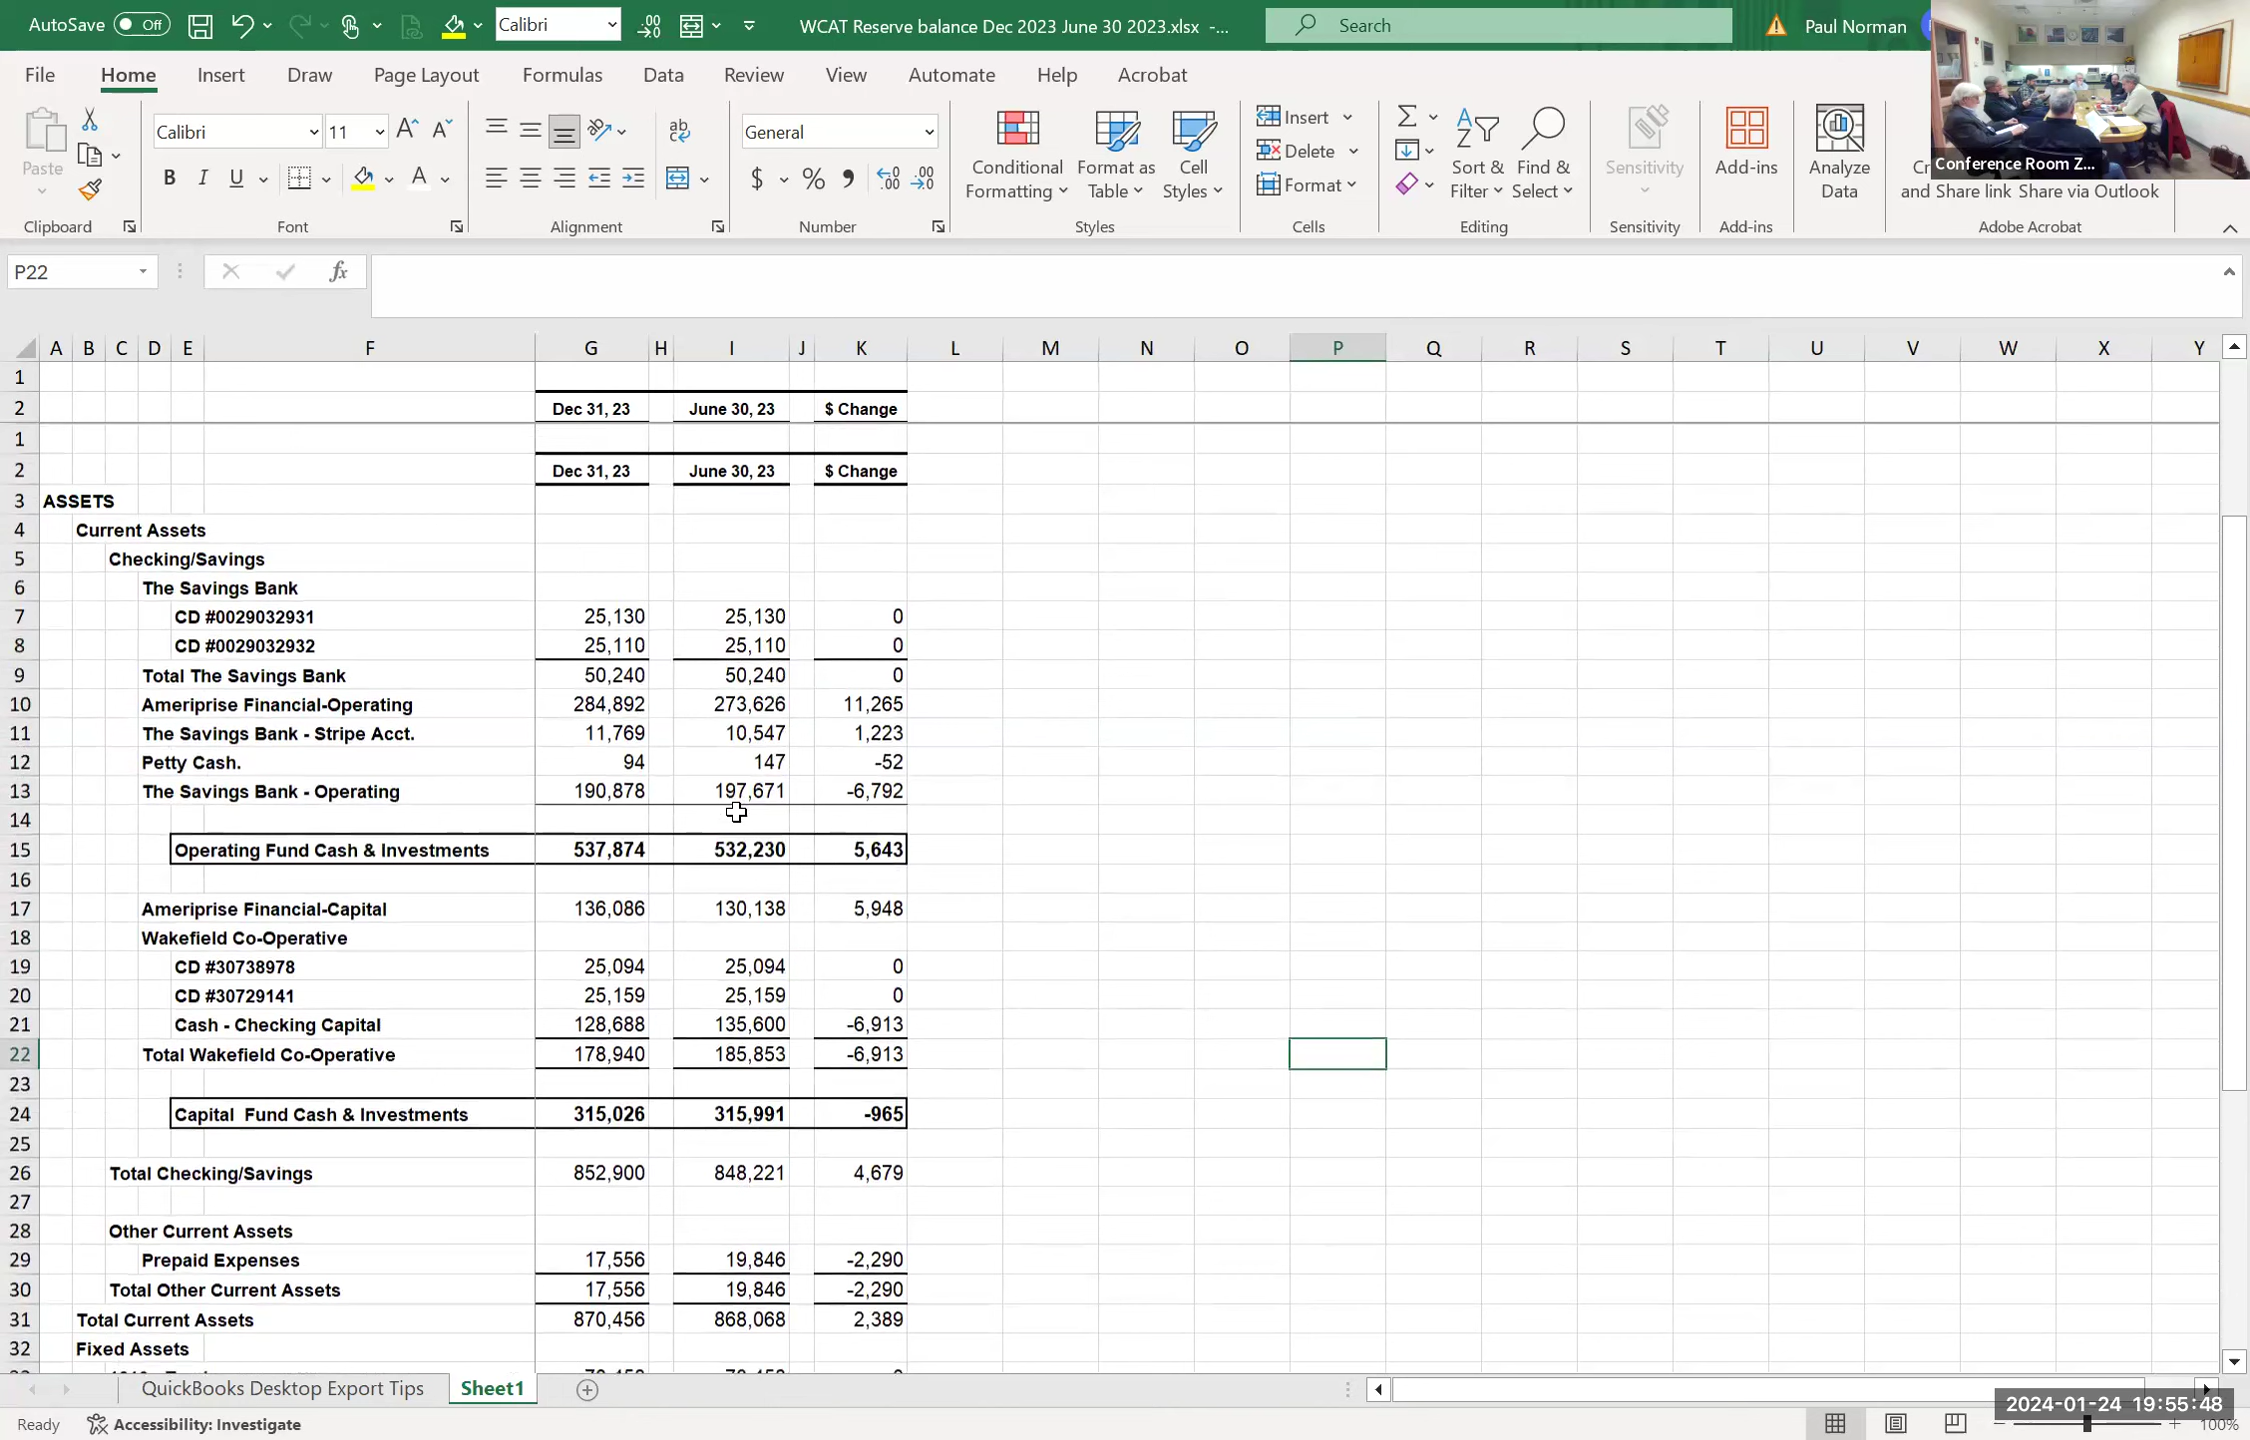 AutoSave Off Calibri WCAT Reserve balance Dec 2023 June 30 2023.xlsx -... Search Paul Norman
File Home Insert Draw Page Layout Formulas Data Review View Automate Help Acrobat
Paste Calibri 11 General Conditional Formatting Format as Table Cell Styles Insert Delete Format Sort & Filter Find & Select Sensitivity Add-ins Analyze Data and Share link Share via Outlook
Conference Room Z...
Clipboard Font Alignment Number Styles Cells Editing Sensitivity Add-ins Adobe Acrobat
P22 fx
A B C D E F G H I J K L M N O P Q R S T U V W X Y
1
2 Dec 31, 23 June 30, 23 $ Change
1
2 Dec 31, 23 June 30, 23 $ Change
3 ASSETS
4 Current Assets
5 Checking/Savings
6 The Savings Bank
7 CD #0029032931 25,130 25,130 0
8 CD #0029032932 25,110 25,110 0
9 Total The Savings Bank 50,240 50,240 0
10 Ameriprise Financial-Operating 284,892 273,626 11,265
11 The Savings Bank - Stripe Acct. 11,769 10,547 1,223
12 Petty Cash. 94 147 -52
13 The Savings Bank - Operating 190,878 197,671 -6,792
14
15 Operating Fund Cash & Investments 537,874 532,230 5,643
16
17 Ameriprise Financial-Capital 136,086 130,138 5,948
18 Wakefield Co-Operative
19 CD #30738978 25,094 25,094 0
20 CD #30729141 25,159 25,159 0
21 Cash - Checking Capital 128,688 135,600 -6,913
22 Total Wakefield Co-Operative 178,940 185,853 -6,913
23
24 Capital Fund Cash & Investments 315,026 315,991 -965
25
26 Total Checking/Savings 852,900 848,221 4,679
27
28 Other Current Assets
29 Prepaid Expenses 17,556 19,846 -2,290
30 Total Other Current Assets 17,556 19,846 -2,290
31 Total Current Assets 870,456 868,068 2,389
32 Fixed Assets
QuickBooks Desktop Export Tips Sheet1
2024-01-24 19:55:48
Ready Accessibility: Investigate 100%